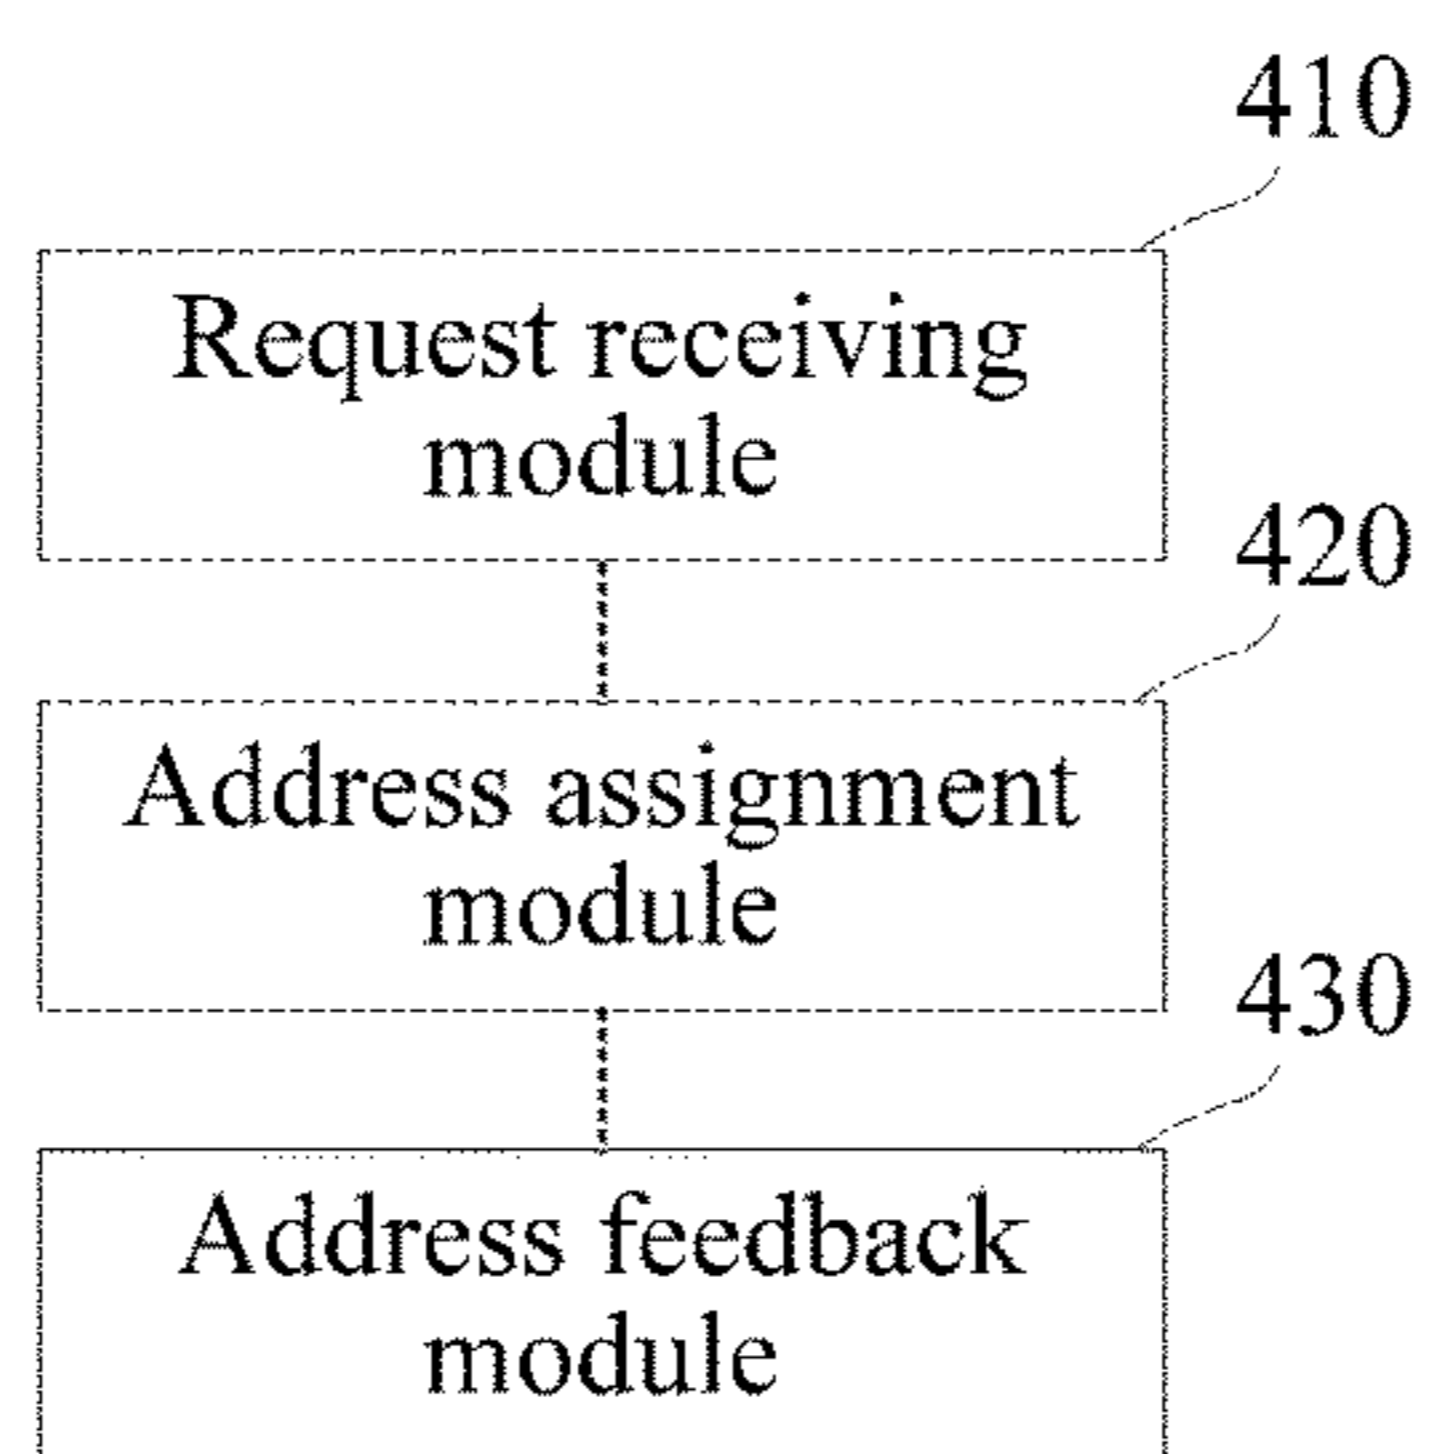 410
Request receiving
module
420
Address assignment
module
430
Address feedback
module